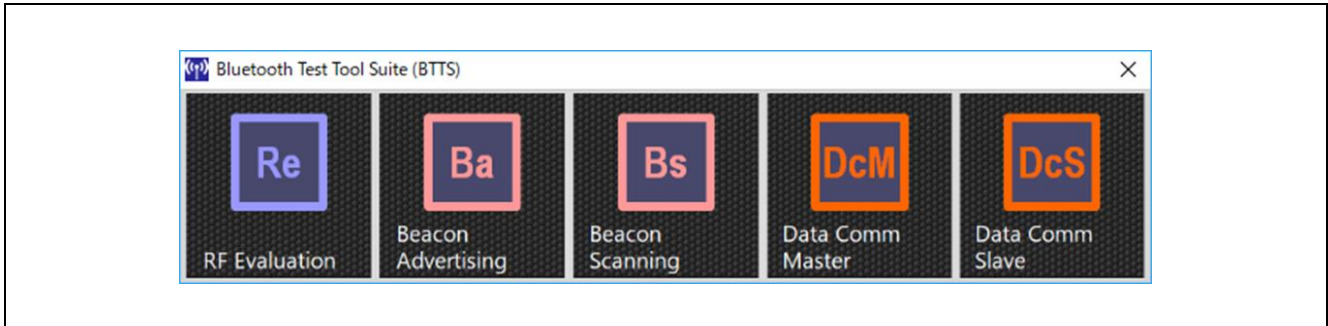 Bluetooth Test Tool Suite (BTTS)
Re
RF Evaluation
Ba
Beacon
Advertising
Bs
Beacon
Scanning
DcM
Data Comm
Master
DcS
Data Comm
Slave